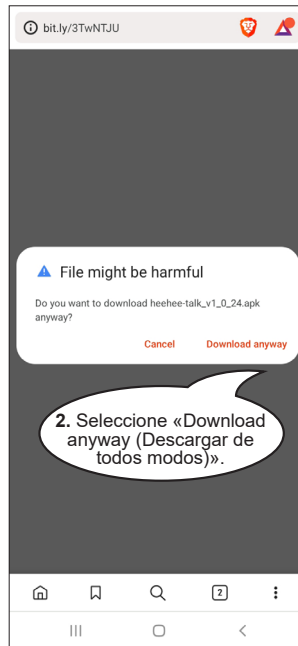 bit.ly/3TwNTJU
File might be harmful
Do you want to download heehee-talk_v1_0_24.apk
anyway?
Cancel Download anyway
2. Seleccione «Download
anyway (Descargar de
todos modos)».
2